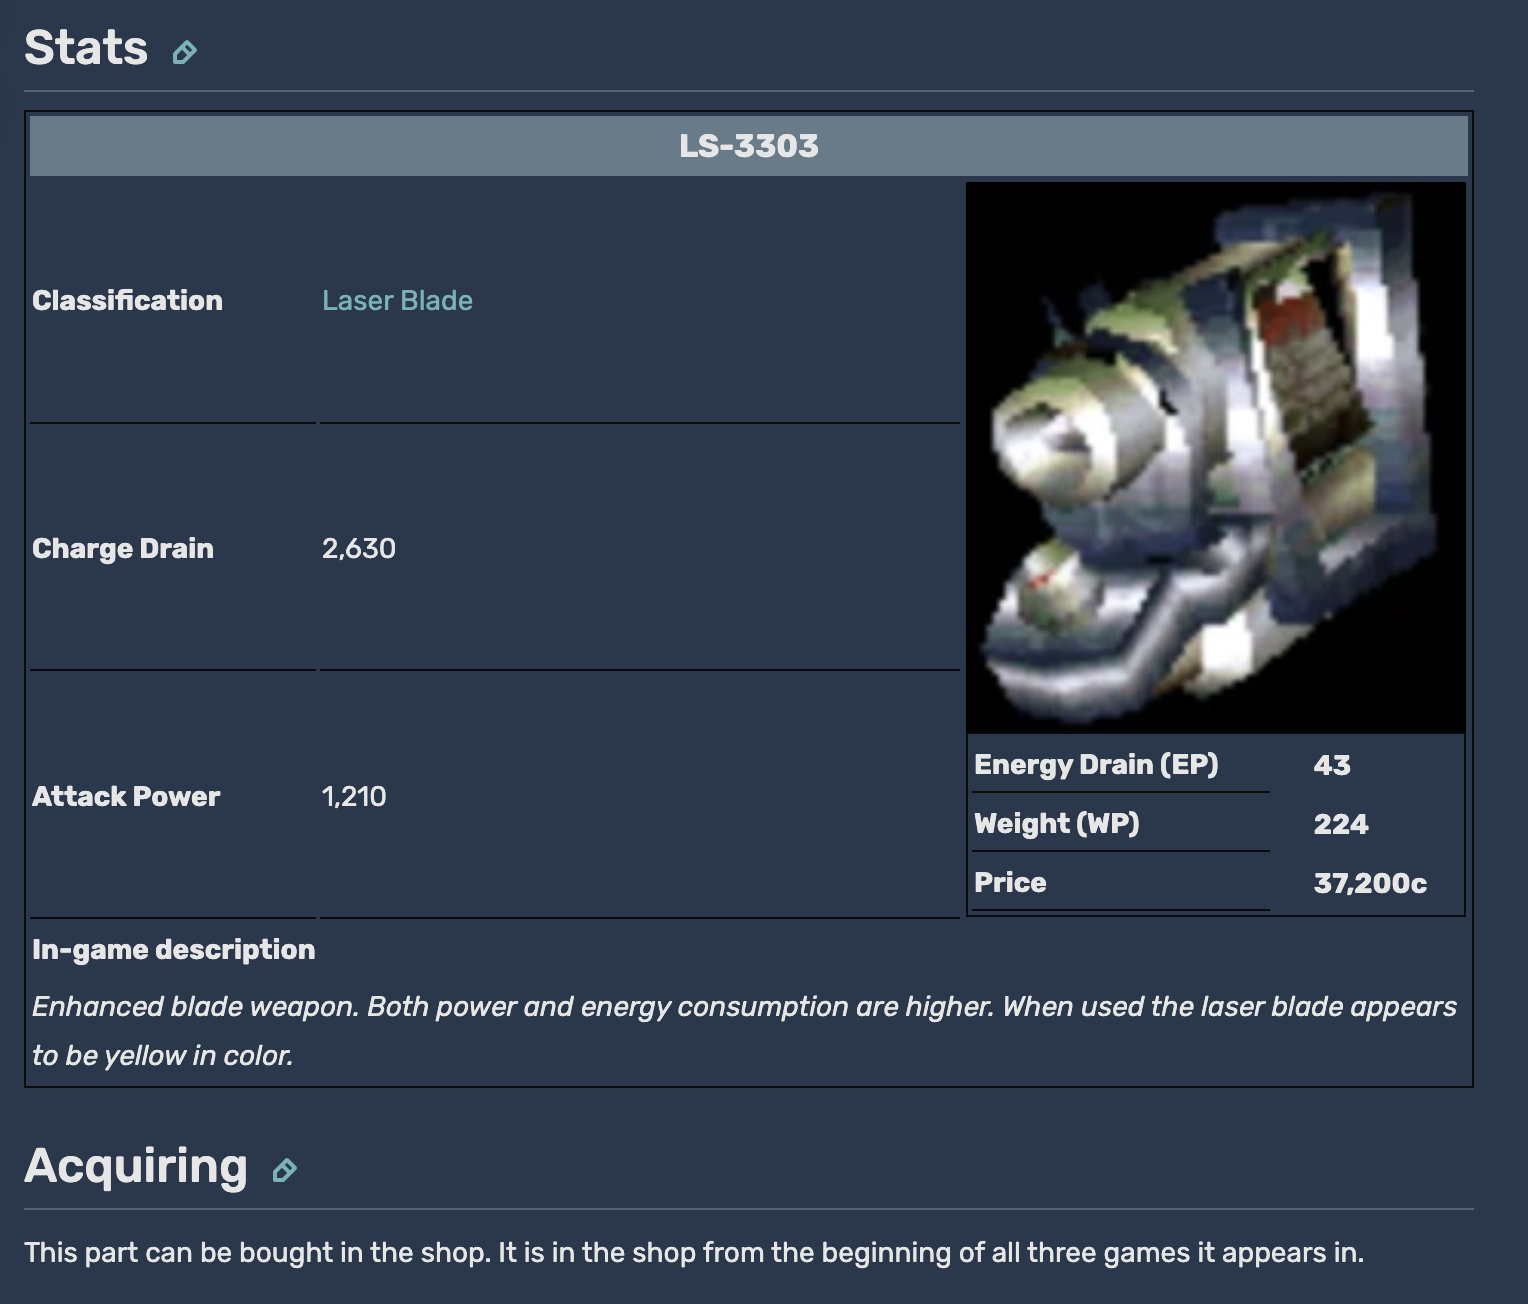 Stats
LS-3303
Classification Laser Blade
Charge Drain 2,630
Attack Power 1,210
Energy Drain (EP) 43
Weight (WP) 224
Price 37,200c
In-game description
Enhanced blade weapon. Both power and energy consumption are higher. When used the laser blade appears
to be yellow in color.
Acquiring
This part can be bought in the shop. It is in the shop from the beginning of all three games it appears in.